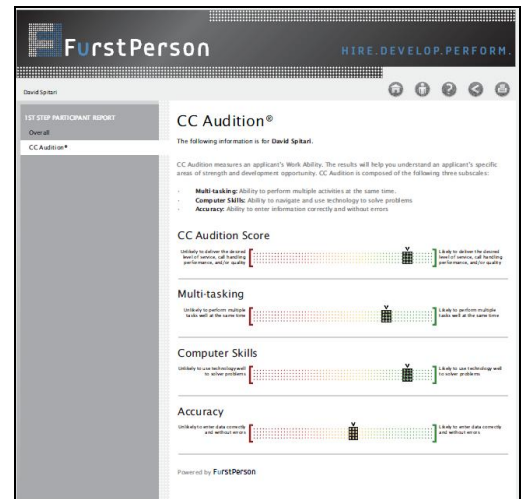 FurstPerson
HIRE.DEVELOP.PERFORM.
David Spitari
1ST STEP PARTICIPANT REPORT
Overall
CC Audition®
CC Audition®
The following information is for David Spitari.
CC Audition measures an applicant's Work Ability. The results will help you understand an applicant's specific
areas of strength and development opportunity. CC Audition is composed of the following three subscales:
· Multi-tasking: Ability to perform multiple activities at the same time.
· Computer Skills: Ability to navigate and use technology to solve problems
· Accuracy: Ability to enter information correctly and without errors
CC Audition Score
Unlikely to deliver the desired
level of service, call handling
performance, and/or quality
Likely to deliver the desired
level of service, call handling
performance, and/or quality
Multi-tasking
Unlikely to perform multiple
tasks well at the same time
Likely to perform multiple
tasks well at the same time
Computer Skills
Unlikely to use technology well
to solver problems
Likely to use technology well
to solver problems
Accuracy
Unlikely to enter data correctly
and without errors
Likely to enter data correctly
and without errors
Powered by FurstPerson